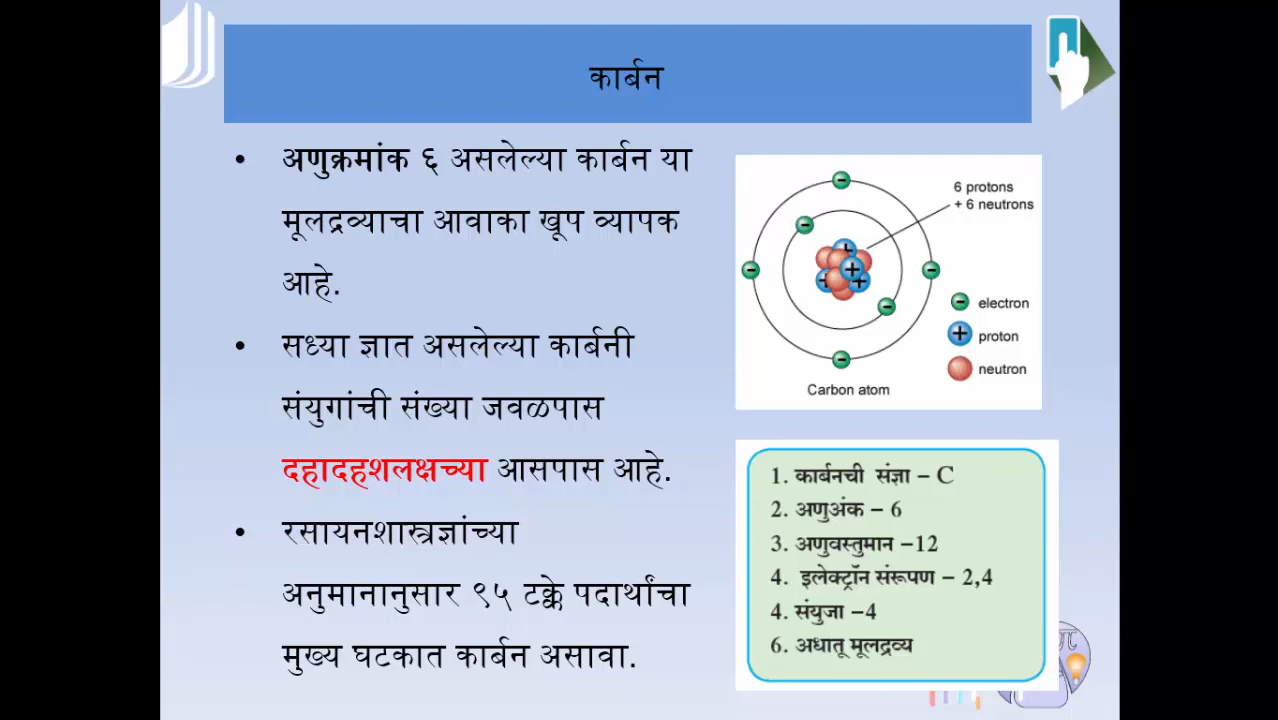 कार्बन
• अणुक्रमांक ६ असलेल्या कार्बन या
मूलद्रव्याचा आवाका खूप व्यापक
आहे.
• सध्या ज्ञात असलेल्या कार्बनी
संयुगांची संख्या जवळपास
दहादहशलक्षच्या आसपास आहे.
• रसायनशास्त्रज्ञांच्या
अनुमानानुसार ९५ टक्के पदार्थांचा
मुख्य घटकात कार्बन असावा.
6 protons
+ 6 neutrons
electron
proton
neutron
Carbon atom
1. कार्बनची संज्ञा – C
2. अणुअंक – 6
3. अणुवस्तुमान –12
4. इलेक्ट्रॉन संरूपण – 2,4
4. संयुजा –4
6. अधातू मूलद्रव्य